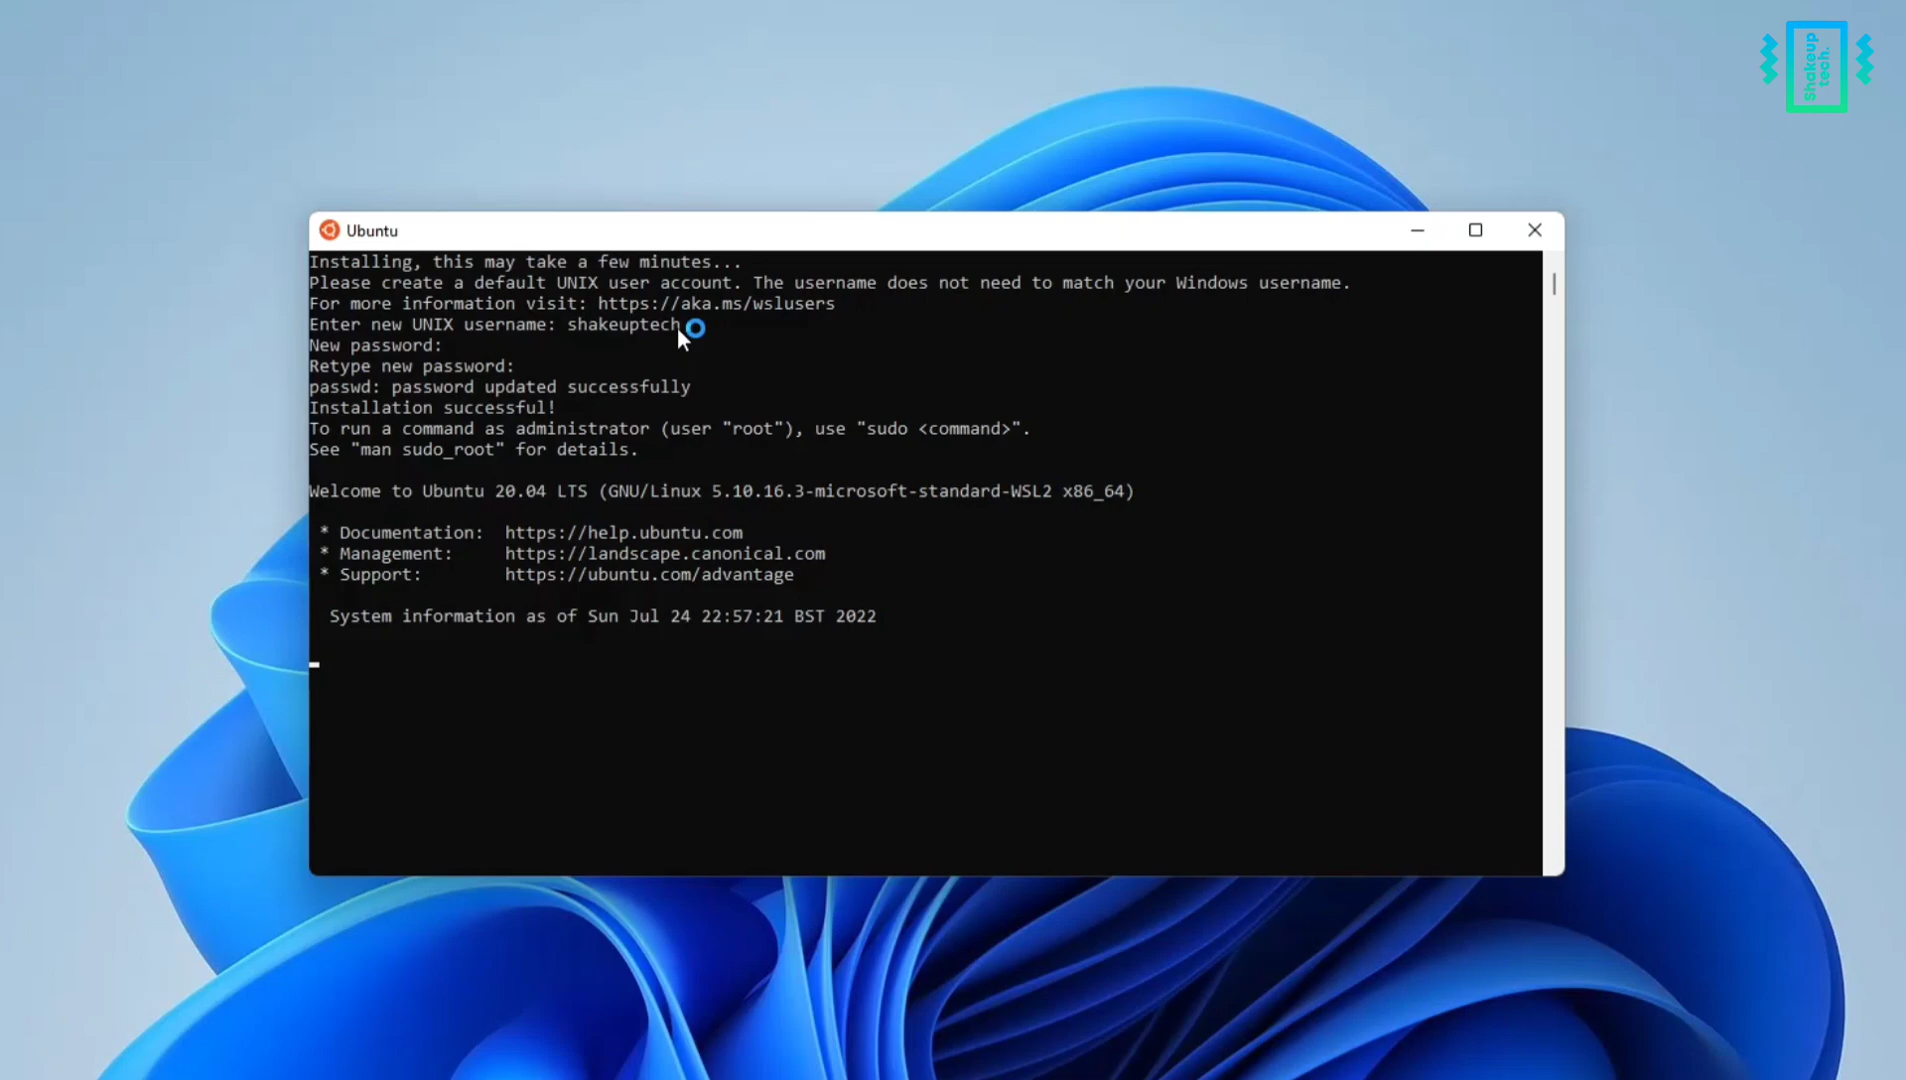 Shakeup
tech.
Ubuntu
Installing, this may take a few minutes...
Please create a default UNIX user account. The username does not need to match your Windows username.
For more information visit: https://aka.ms/wslusers
Enter new UNIX username: shakeuptech
New password:
Retype new password:
passwd: password updated successfully
Installation successful!
To run a command as administrator (user "root"), use "sudo <command>".
See "man sudo_root" for details.
Welcome to Ubuntu 20.04 LTS (GNU/Linux 5.10.16.3-microsoft-standard-WSL2 x86_64)
* Documentation:  https://help.ubuntu.com
* Management:     https://landscape.canonical.com
* Support:        https://ubuntu.com/advantage
System information as of Sun Jul 24 22:57:21 BST 2022